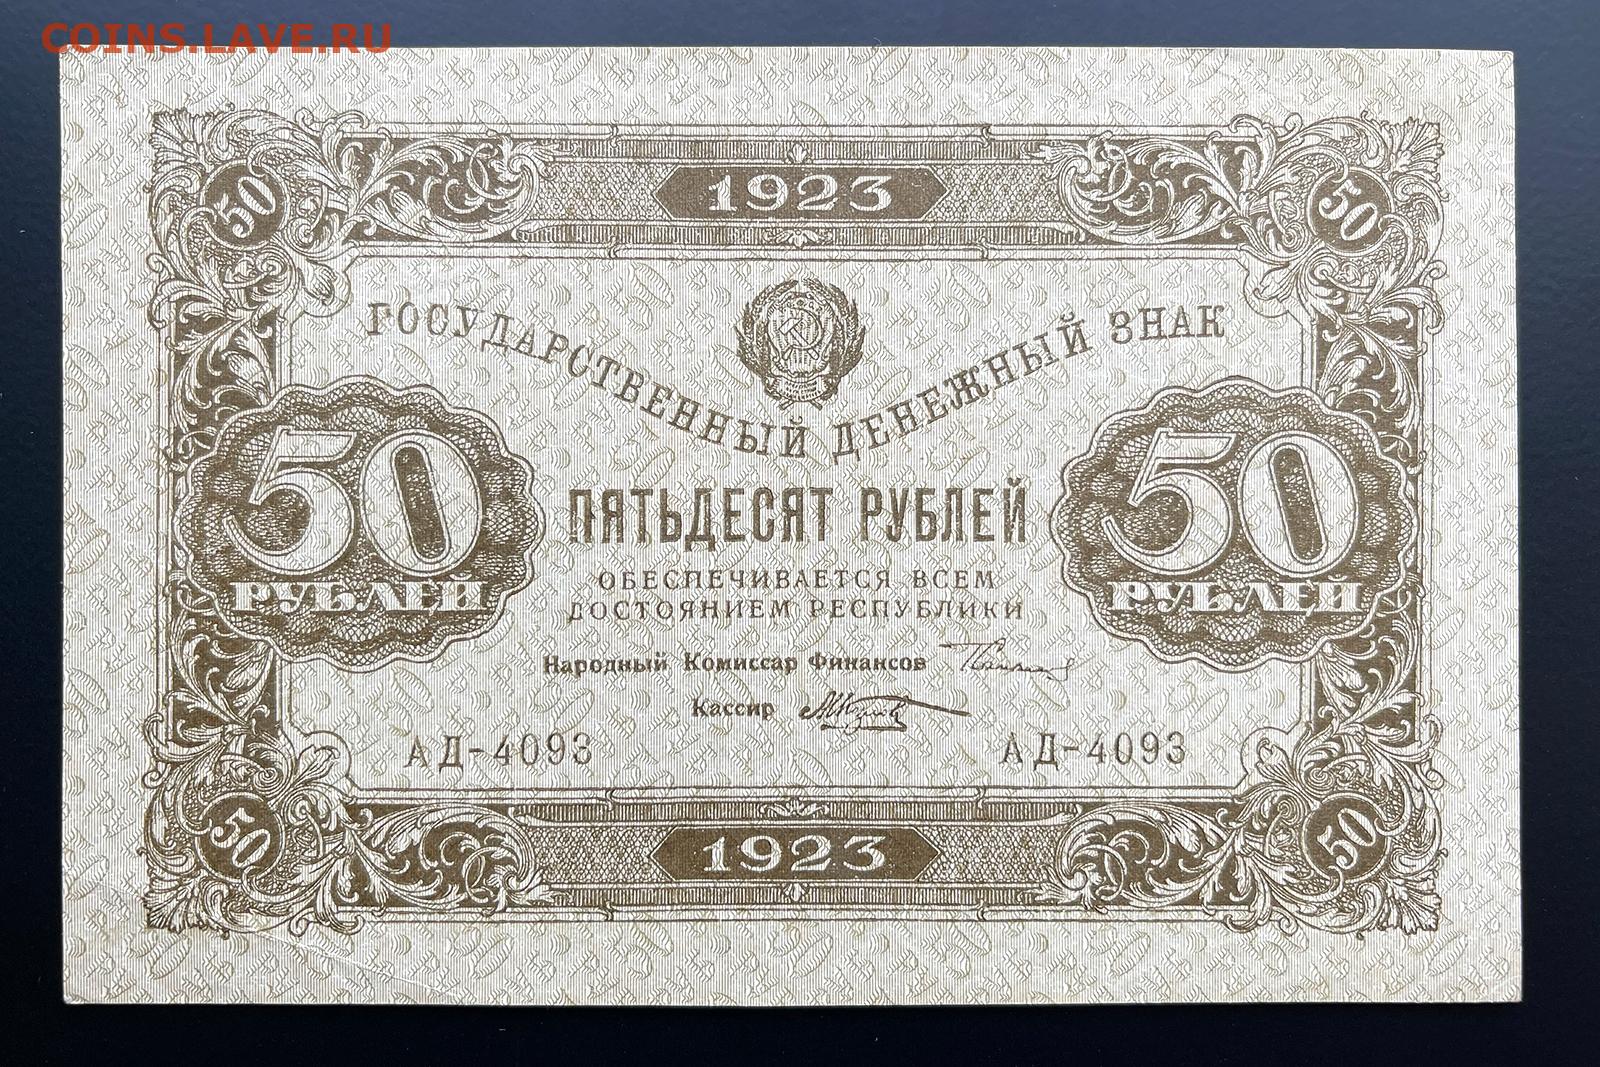 COINS.LAVE.RU
1923
50 50
ГОСУДАРСТВЕННЫЙ ДЕНЕЖНЫЙ ЗНАК
50 РУБЛЕЙ
ПЯТЬДЕСЯТ РУБЛЕЙ
50 РУБЛЕЙ
ОБЕСПЕЧИВАЕТСЯ ВСЕМ
ДОСТОЯНИЕМ РЕСПУБЛИКИ
Народный Комиссар Финансов
Кассир
АД-4093 АД-4093
50 50
1923